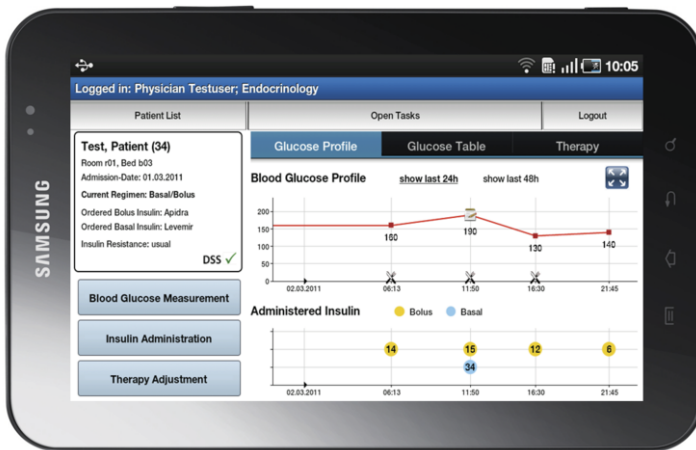 SAMSUNG
10:05
Logged in: Physician Testuser; Endocrinology
Patient List Open Tasks Logout
Test, Patient (34)
Room r01, Bed b03
Admission-Date: 01.03.2011
Current Regimen: Basal/Bolus
Ordered Bolus Insulin: Apidra
Ordered Basal Insulin: Levemir
Insulin Resistance: usual
DSS ✓
Blood Glucose Measurement
Insulin Administration
Therapy Adjustment
Glucose Profile Glucose Table Therapy
Blood Glucose Profile show last 24h show last 48h
200
150
100
50
0
160 190 130 140
02.03.2011 06:13 11:50 16:30 21:45
Administered Insulin Bolus Basal
14 15 12 6
34
02.03.2011 06:13 11:50 16:30 21:45